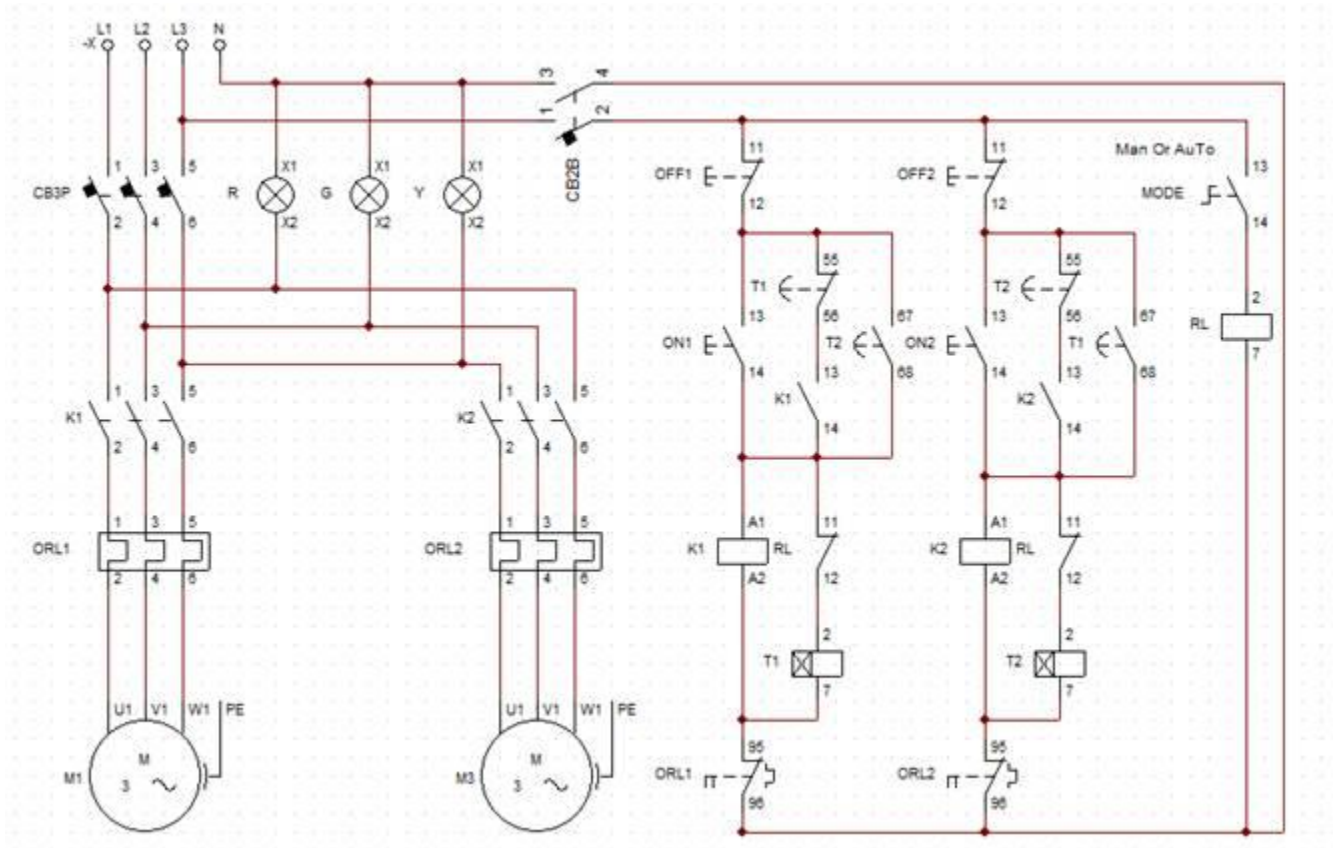 L1 L2 L3 N
-X
3 4
1 2
CB2B
1 3 5
CB3P
2 4 6
R X1 X2
G X1 X2
Y X1 X2
11
OFF1
12
11
OFF2
12
Man Or AuTo
13
MODE
14
55
T1
56
55
T2
56
13
ON1
14
67
T2
68
13
ON2
14
67
T1
68
2
RL
7
13
K1
14
13
K2
14
1 3 5
K1
2 4 6
1 3 5
K2
2 4 6
1 3 5
ORL1
2 4 6
1 3 5
ORL2
2 4 6
A1
K1
A2
11
RL
12
A1
K2
A2
11
RL
12
2
T1
7
2
T2
7
U1 V1 W1 PE
M
M1 3
U1 V1 W1 PE
M
M3 3
95
ORL1
96
95
ORL2
96